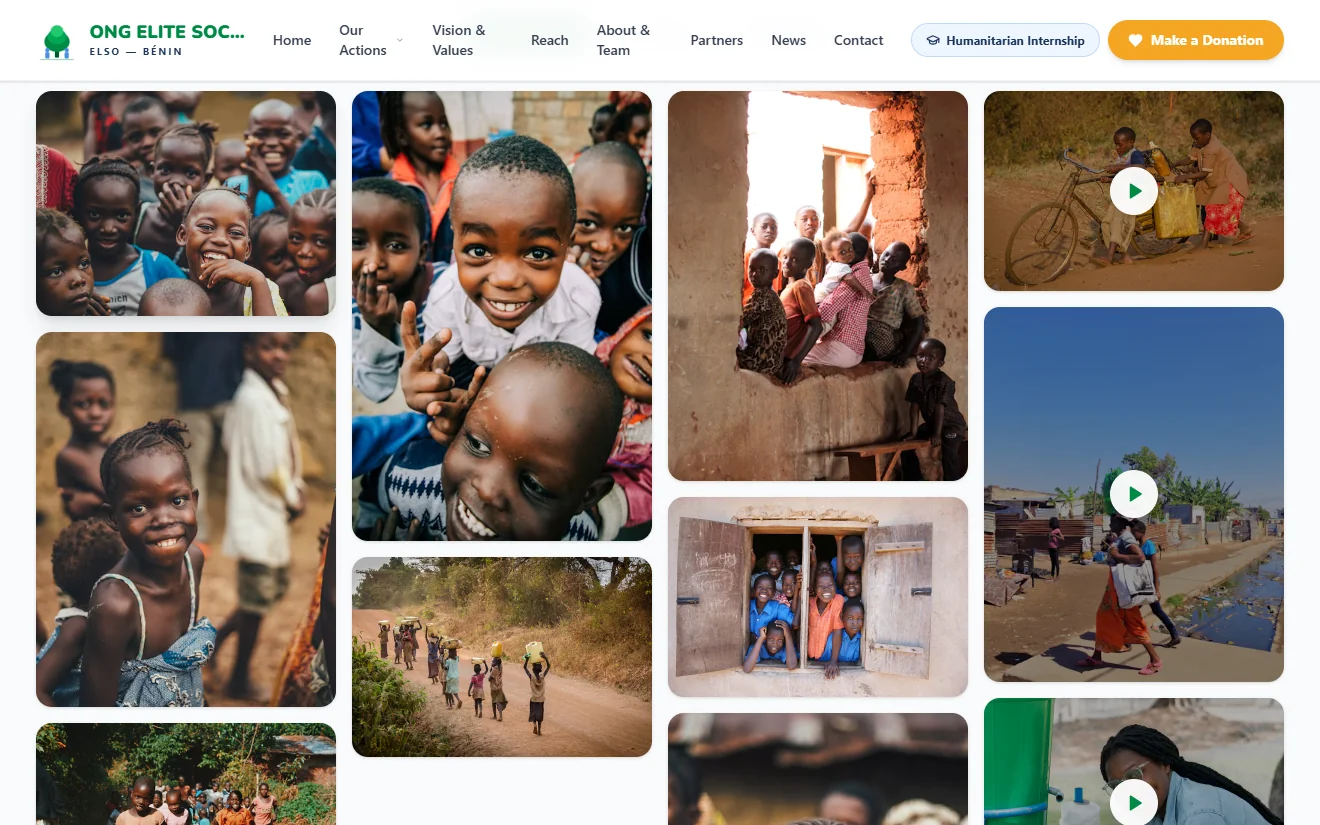 ONG ELITE SOC...
ELSO — BÉNIN
Home
Our
Actions
Vision &
Values
Reach
About &
Team
Partners
News
Contact
Humanitarian Internship
Make a Donation